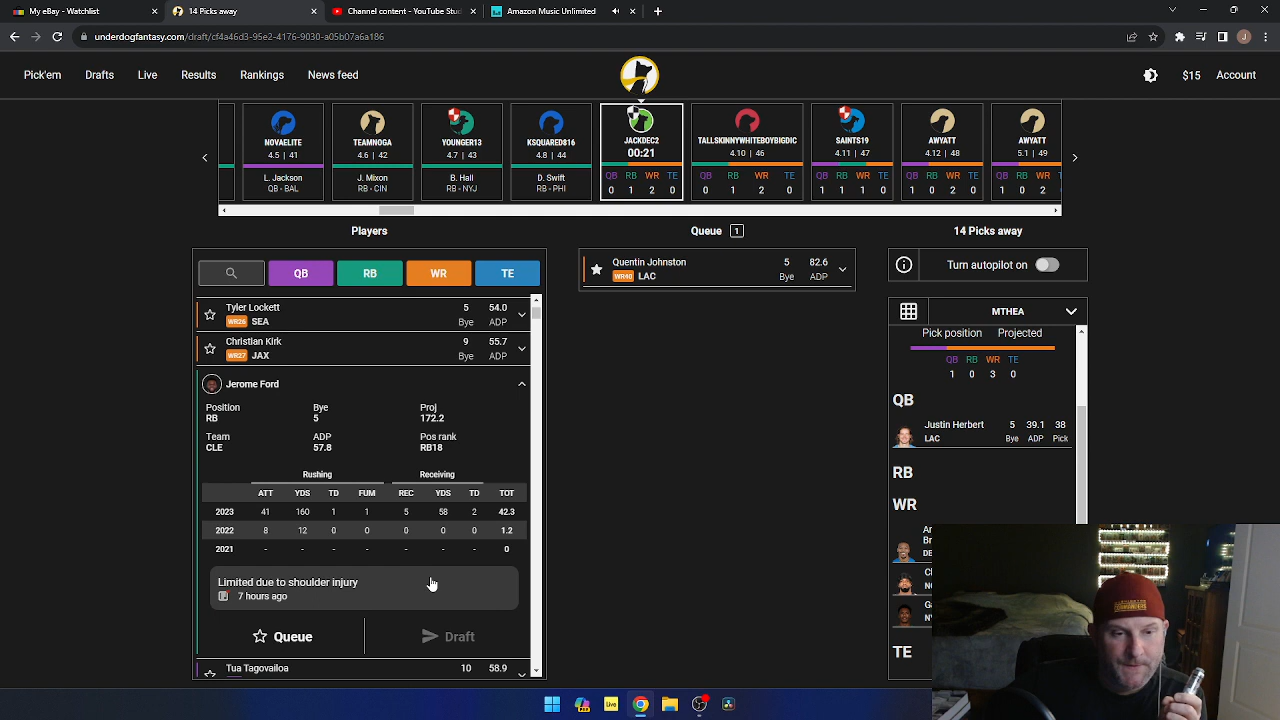 My eBay - Watchlist
14 Picks away
Channel content - YouTube Stud
Amazon Music Unlimited
underdogfantasy.com/draft/cf4a46d3-95e2-4176-9030-a05b07a6a186
J
Pick'em Drafts Live Results Rankings News feed
$15 Account
NOVAELITE
4.5 | 41
L. Jackson
QB - BAL
TEAMNOGA
4.6 | 42
J. Mixon
RB - CIN
YOUNGER13
4.7 | 43
B. Hall
RB - NYJ
KSQUARED816
4.8 | 44
D. Swift
RB - PHI
JACKDEC2
00:21
QB RB WR TE
0 1 2 0
TALLSKINNYWHITEBOYBIGDIC
4.10 | 46
QB RB WR TE
0 1 2 0
SAINTS19
4.11 | 47
QB RB WR TE
1 1 1 0
AWYATT
4.12 | 48
QB RB WR TE
1 0 2 0
AWYATT
5.1 | 49
QB RB WR TE
1 0 2 0
Players
QB RB WR TE
Tyler Lockett 5 54.0
WR26 SEA Bye ADP
Christian Kirk 9 55.7
WR27 JAX Bye ADP
Jerome Ford
Position Bye Proj
RB 5 172.2
Team ADP Pos rank
CLE 57.8 RB18
Rushing Receiving
ATT YDS TD FUM REC YDS TD TOT
2023 41 160 1 1 5 58 2 42.3
2022 8 12 0 0 0 0 0 1.2
2021 - - - - - - - 0
Limited due to shoulder injury
7 hours ago
Queue Draft
Tua Tagovailoa 10 58.9
Queue 1
Quentin Johnston 5 82.6
WR40 LAC Bye ADP
14 Picks away
Turn autopilot on
MTHEA
Pick position Projected
QB RB WR TE
1 0 3 0
QB
Justin Herbert 5 39.1 38
LAC Bye ADP Pick
RB
WR
TE